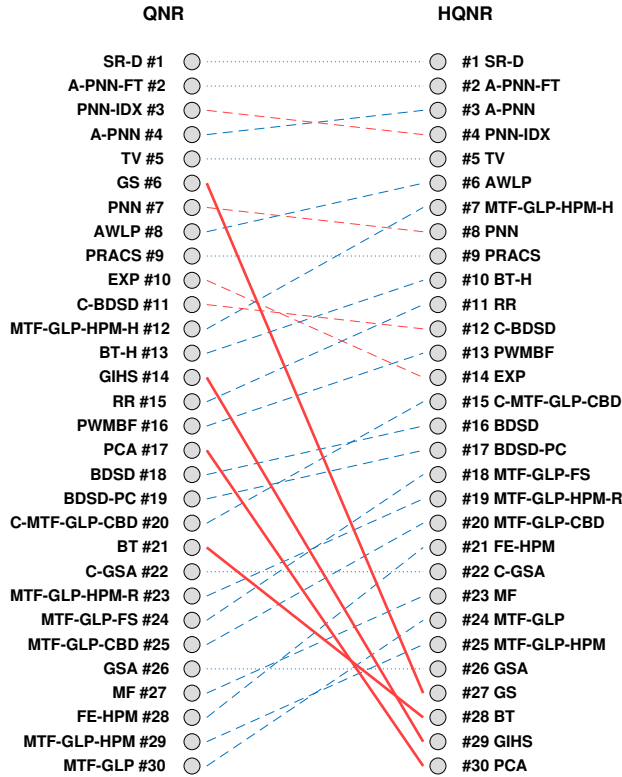 QNR HQNR
SR-D #1 #1 SR-D
A-PNN-FT #2 #2 A-PNN-FT
PNN-IDX #3 #3 A-PNN
A-PNN #4 #4 PNN-IDX
TV #5 #5 TV
GS #6 #6 AWLP
PNN #7 #7 MTF-GLP-HPM-H
AWLP #8 #8 PNN
PRACS #9 #9 PRACS
EXP #10 #10 BT-H
C-BDSD #11 #11 RR
MTF-GLP-HPM-H #12 #12 C-BDSD
BT-H #13 #13 PWMBF
GIHS #14 #14 EXP
RR #15 #15 C-MTF-GLP-CBD
PWMBF #16 #16 BDSD
PCA #17 #17 BDSD-PC
BDSD #18 #18 MTF-GLP-FS
BDSD-PC #19 #19 MTF-GLP-HPM-R
C-MTF-GLP-CBD #20 #20 MTF-GLP-CBD
BT #21 #21 FE-HPM
C-GSA #22 #22 C-GSA
MTF-GLP-HPM-R #23 #23 MF
MTF-GLP-FS #24 #24 MTF-GLP
MTF-GLP-CBD #25 #25 MTF-GLP-HPM
GSA #26 #26 GSA
MF #27 #27 GS
FE-HPM #28 #28 BT
MTF-GLP-HPM #29 #29 GIHS
MTF-GLP #30 #30 PCA